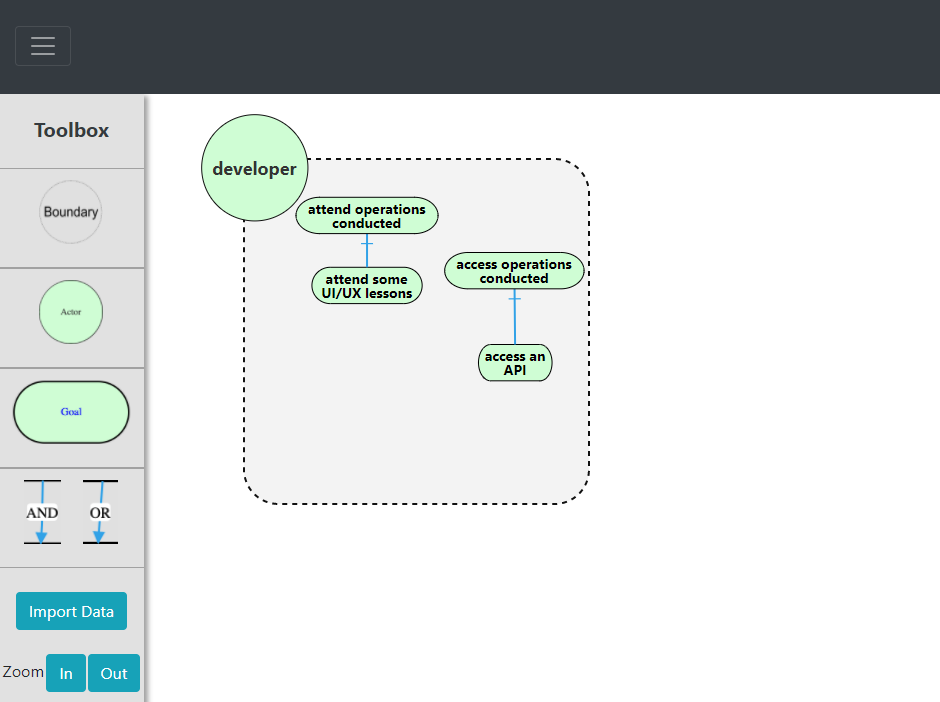 Toolbox
Boundary
Actor
Goal
AND OR
Import Data
Zoom In Out
developer
attend operations
conducted
attend some
UI/UX lessons
access operations
conducted
access an
API